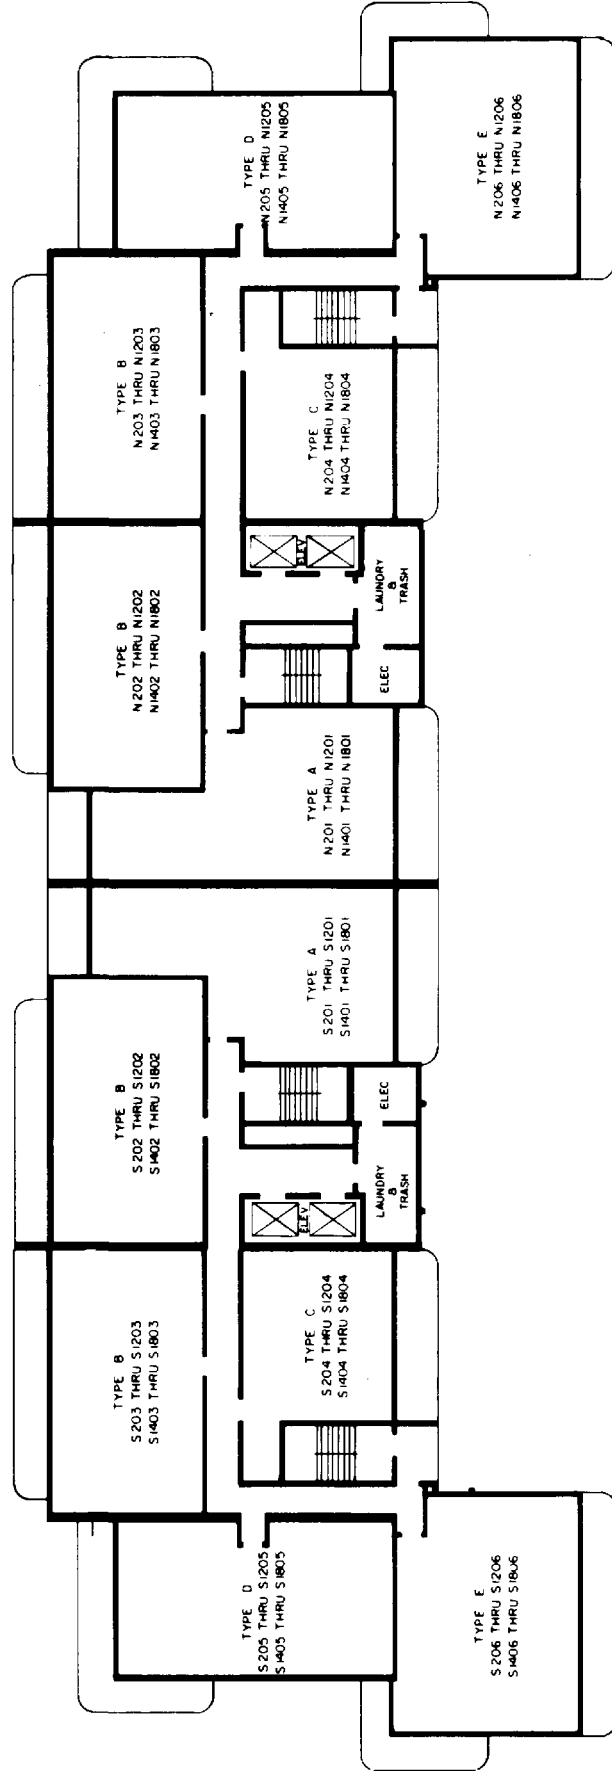 TYPE D
N205 THRU N1205
N1405 THRU N1805
TYPE E
N206 THRU N1206
N1406 THRU N1806
TYPE B
N203 THRU N1203
N1403 THRU N1803
TYPE C
N204 THRU N1204
N1404 THRU N1804
TYPE B
N202 THRU N1202
N1402 THRU N1802
ELEV
LAUNDRY
&
TRASH
ELEC
TYPE A
N201 THRU N1201
N1401 THRU N1801
TYPE A
S201 THRU S1201
S1401 THRU S1801
TYPE B
S202 THRU S1202
S1402 THRU S1802
ELEC
LAUNDRY
&
TRASH
ELEV
TYPE B
S203 THRU S1203
S1403 THRU S1803
TYPE C
S204 THRU S1204
S1404 THRU S1804
TYPE D
S205 THRU S1205
S1405 THRU S1805
TYPE E
S206 THRU S1206
S1406 THRU S1806